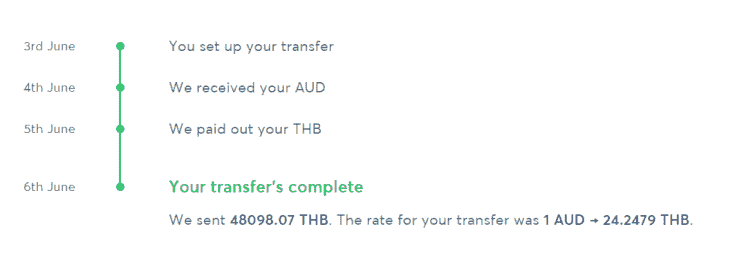 3rd June You set up your transfer
4th June We received your AUD
5th June We paid out your THB
6th June Your transfer's complete
We sent 48098.07 THB. The rate for your transfer was 1 AUD → 24.2479 THB.